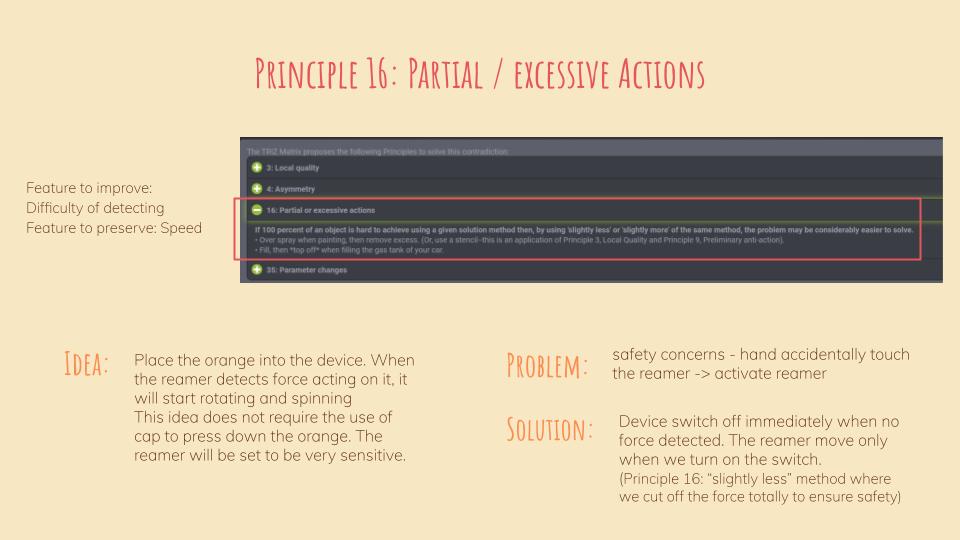 Principle 16: Partial / excessive Actions
Feature to improve:
Difficulty of detecting
Feature to preserve: Speed
The TRIZ Matrix proposes the following Principles to solve this contradiction:
3: Local quality
4: Asymmetry
16: Partial or excessive actions
If 100 percent of an object is hard to achieve using a given solution method then, by using 'slightly less' or 'slightly more' of the same method, the problem may be considerably easier to solve.
• Over spray when painting, then remove excess. (Or, use a stencil--this is an application of Principle 3, Local Quality and Principle 9, Preliminary anti-action).
• Fill, then *top off* when filling the gas tank of your car.
35: Parameter changes
Idea:
Place the orange into the device. When
the reamer detects force acting on it, it
will start rotating and spinning
This idea does not require the use of
cap to press down the orange. The
reamer will be set to be very sensitive.
Problem:
safety concerns - hand accidentally touch
the reamer -> activate reamer
Solution:
Device switch off immediately when no
force detected. The reamer move only
when we turn on the switch.
(Principle 16: “slightly less” method where
we cut off the force totally to ensure safety)